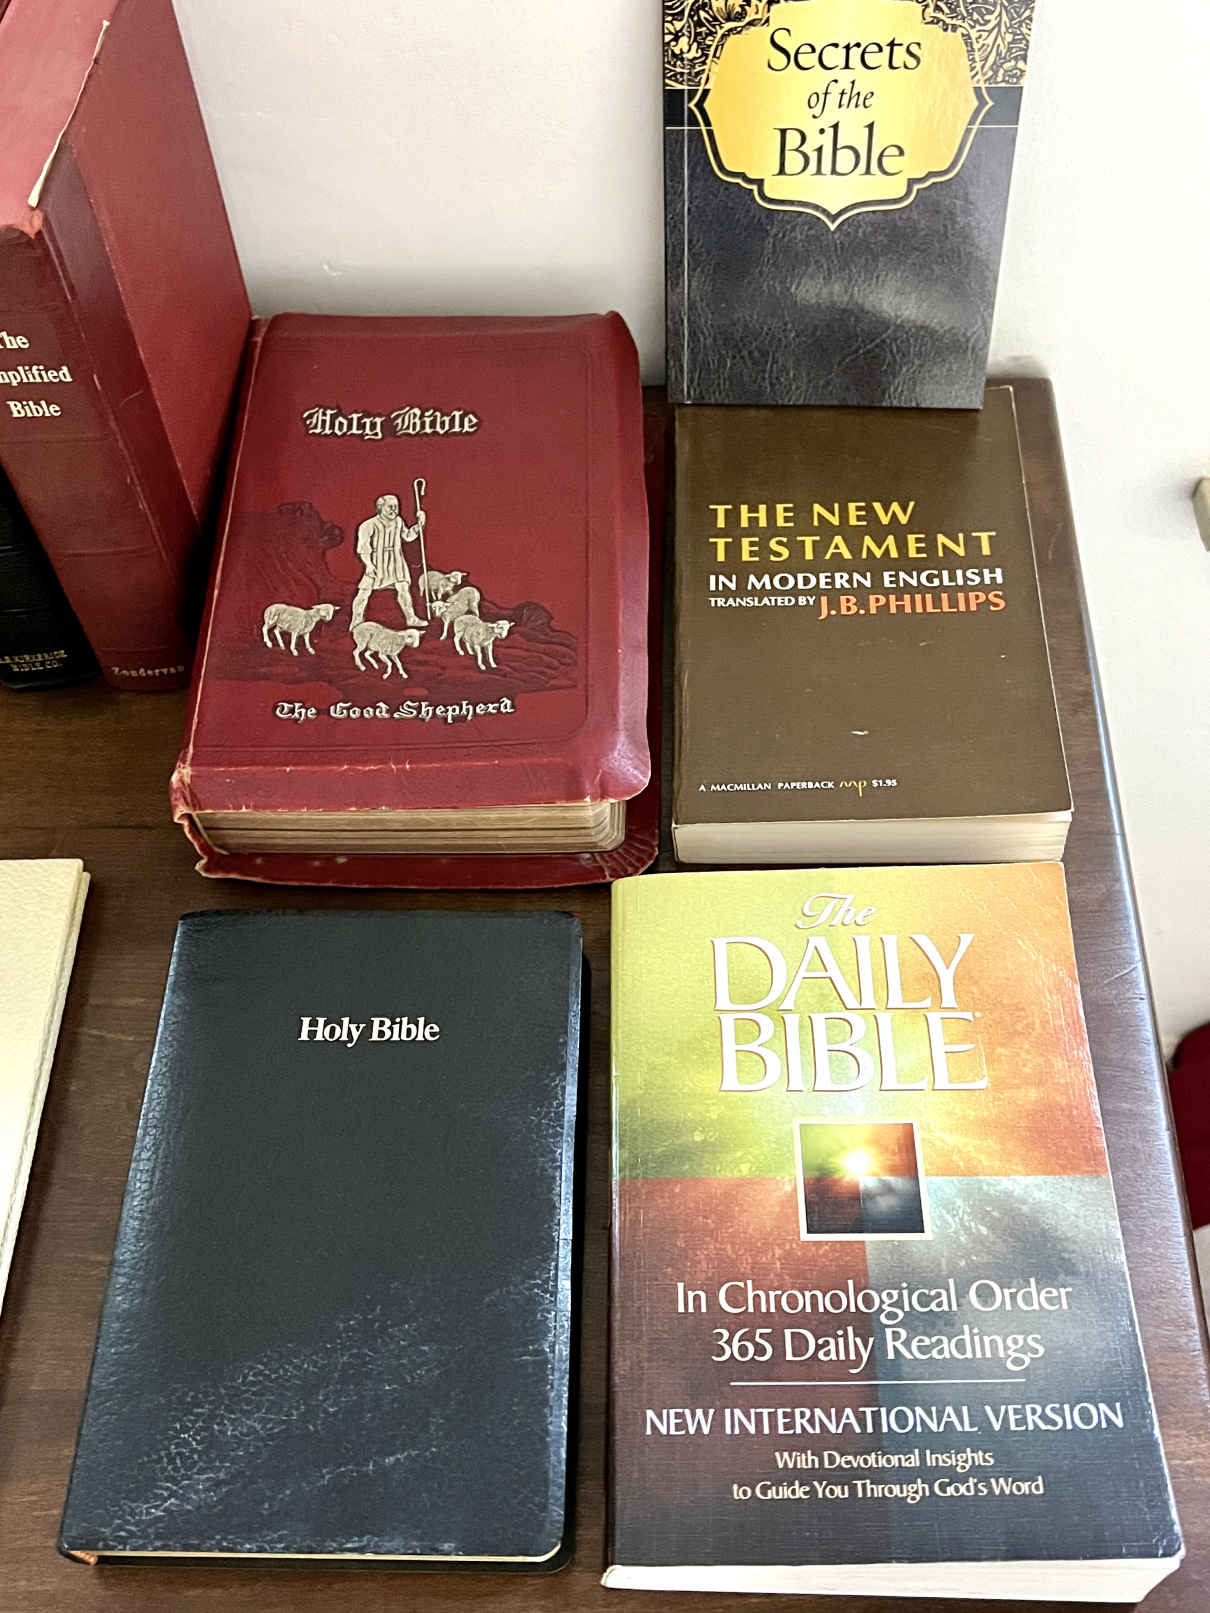 Secrets
of the
Bible
The
Bible
Zondervan
BIBLE CO.
Holy Bible
The Good Shepherd
THE NEW
TESTAMENT
IN MODERN ENGLISH
TRANSLATED BY J.B. PHILLIPS
A MACMILLAN PAPERBACK mp $1.95
Holy Bible
The
DAILY
BIBLE
In Chronological Order
365 Daily Readings
NEW INTERNATIONAL VERSION
With Devotional Insights
to Guide You Through God's Word